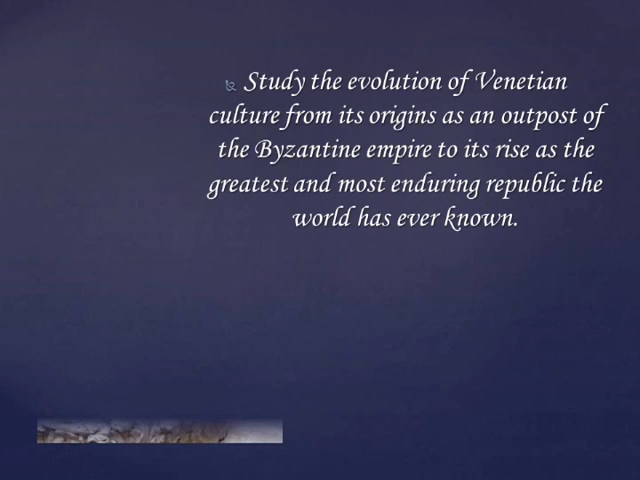 Study the evolution of Venetian
culture from its origins as an outpost of
the Byzantine empire to its rise as the
greatest and most enduring republic the
world has ever known.